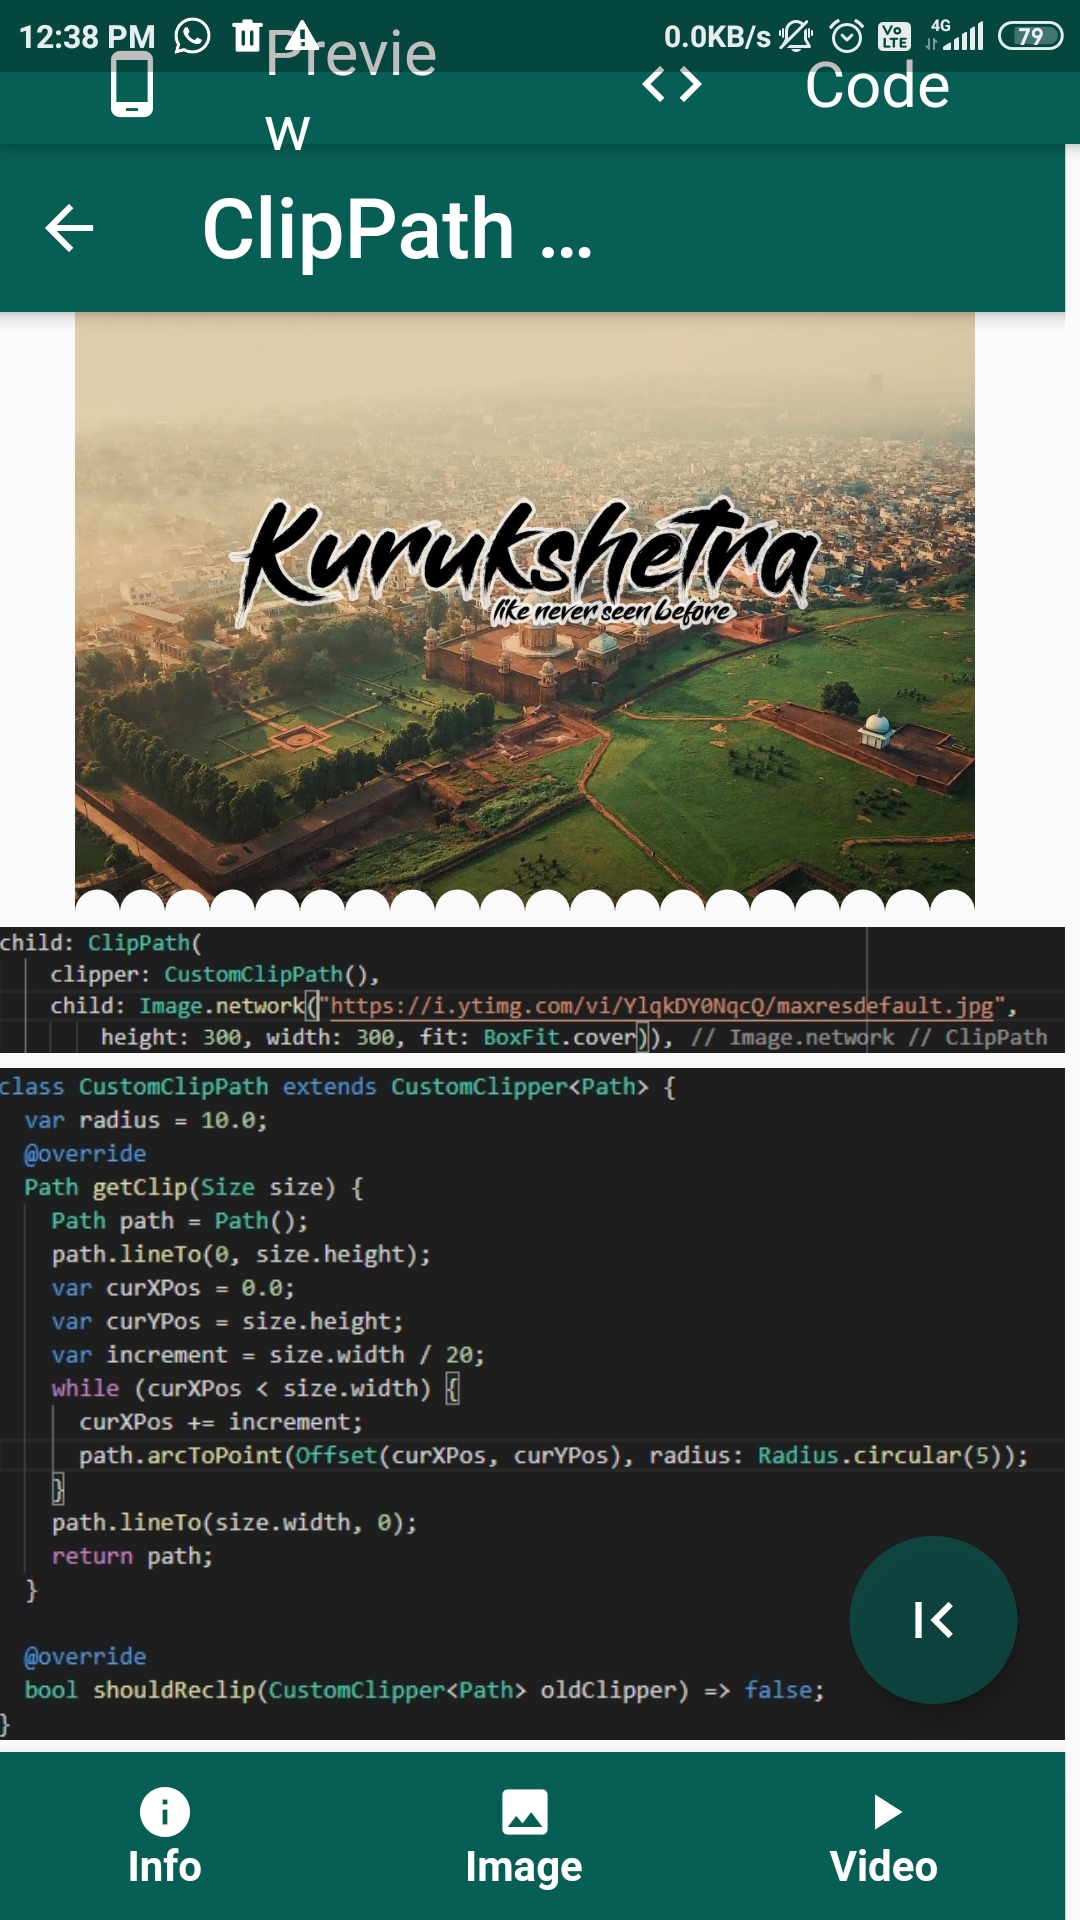 12:38 PM 0.0KB/s Vo LTE 4G 79
Previe
w
Code
ClipPath ...
Kurukshetra
like never seen before
child: ClipPath(
clipper: CustomClipPath(),
child: Image.network("https://i.ytimg.com/vi/YlqkDY0NqcQ/maxresdefault.jpg",
height: 300, width: 300, fit: BoxFit.cover)), // Image.network // ClipPath
class CustomClipPath extends CustomClipper<Path> {
var radius = 10.0;
@override
Path getClip(Size size) {
Path path = Path();
path.lineTo(0, size.height);
var curXPos = 0.0;
var curYPos = size.height;
var increment = size.width / 20;
while (curXPos < size.width) {
curXPos += increment;
path.arcToPoint(Offset(curXPos, curYPos), radius: Radius.circular(5));
}
path.lineTo(size.width, 0);
return path;
}
@override
bool shouldReclip(CustomClipper<Path> oldClipper) => false;
}
Info
Image
Video